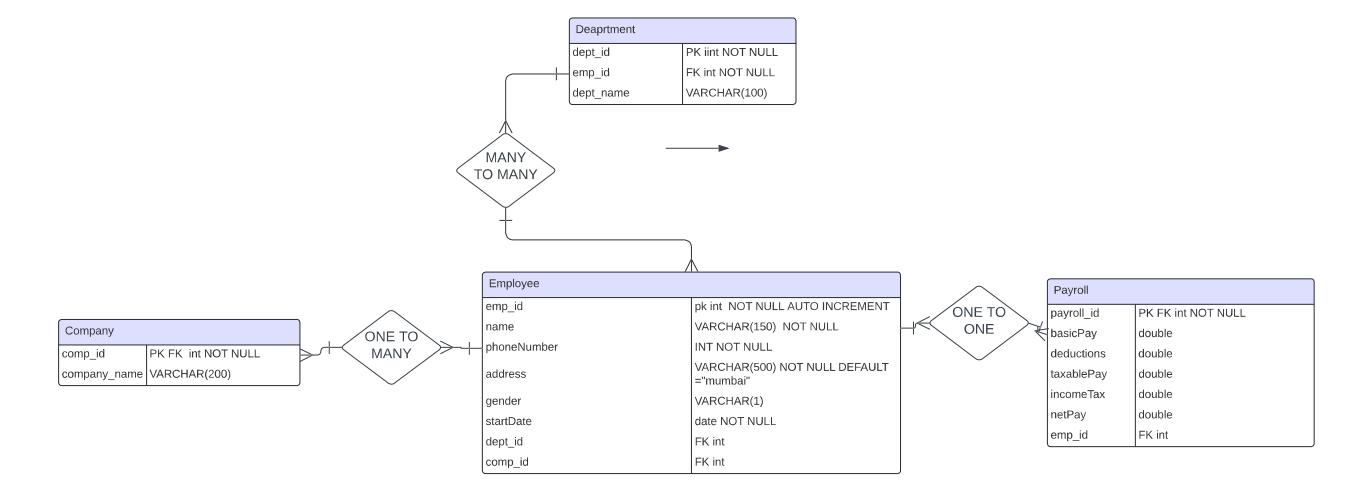 Deaprtment
dept_id PK iint NOT NULL
emp_id FK int NOT NULL
dept_name VARCHAR(100)
MANY
TO MANY
Employee
emp_id pk int  NOT NULL AUTO INCREMENT
name VARCHAR(150)  NOT NULL
phoneNumber INT NOT NULL
address VARCHAR(500) NOT NULL DEFAULT
="mumbai"
gender VARCHAR(1)
startDate date NOT NULL
dept_id FK int
comp_id FK int
Company
comp_id PK FK  int NOT NULL
company_name VARCHAR(200)
ONE TO
MANY
ONE TO
ONE
Payroll
payroll_id PK FK int NOT NULL
basicPay double
deductions double
taxablePay double
incomeTax double
netPay double
emp_id FK int